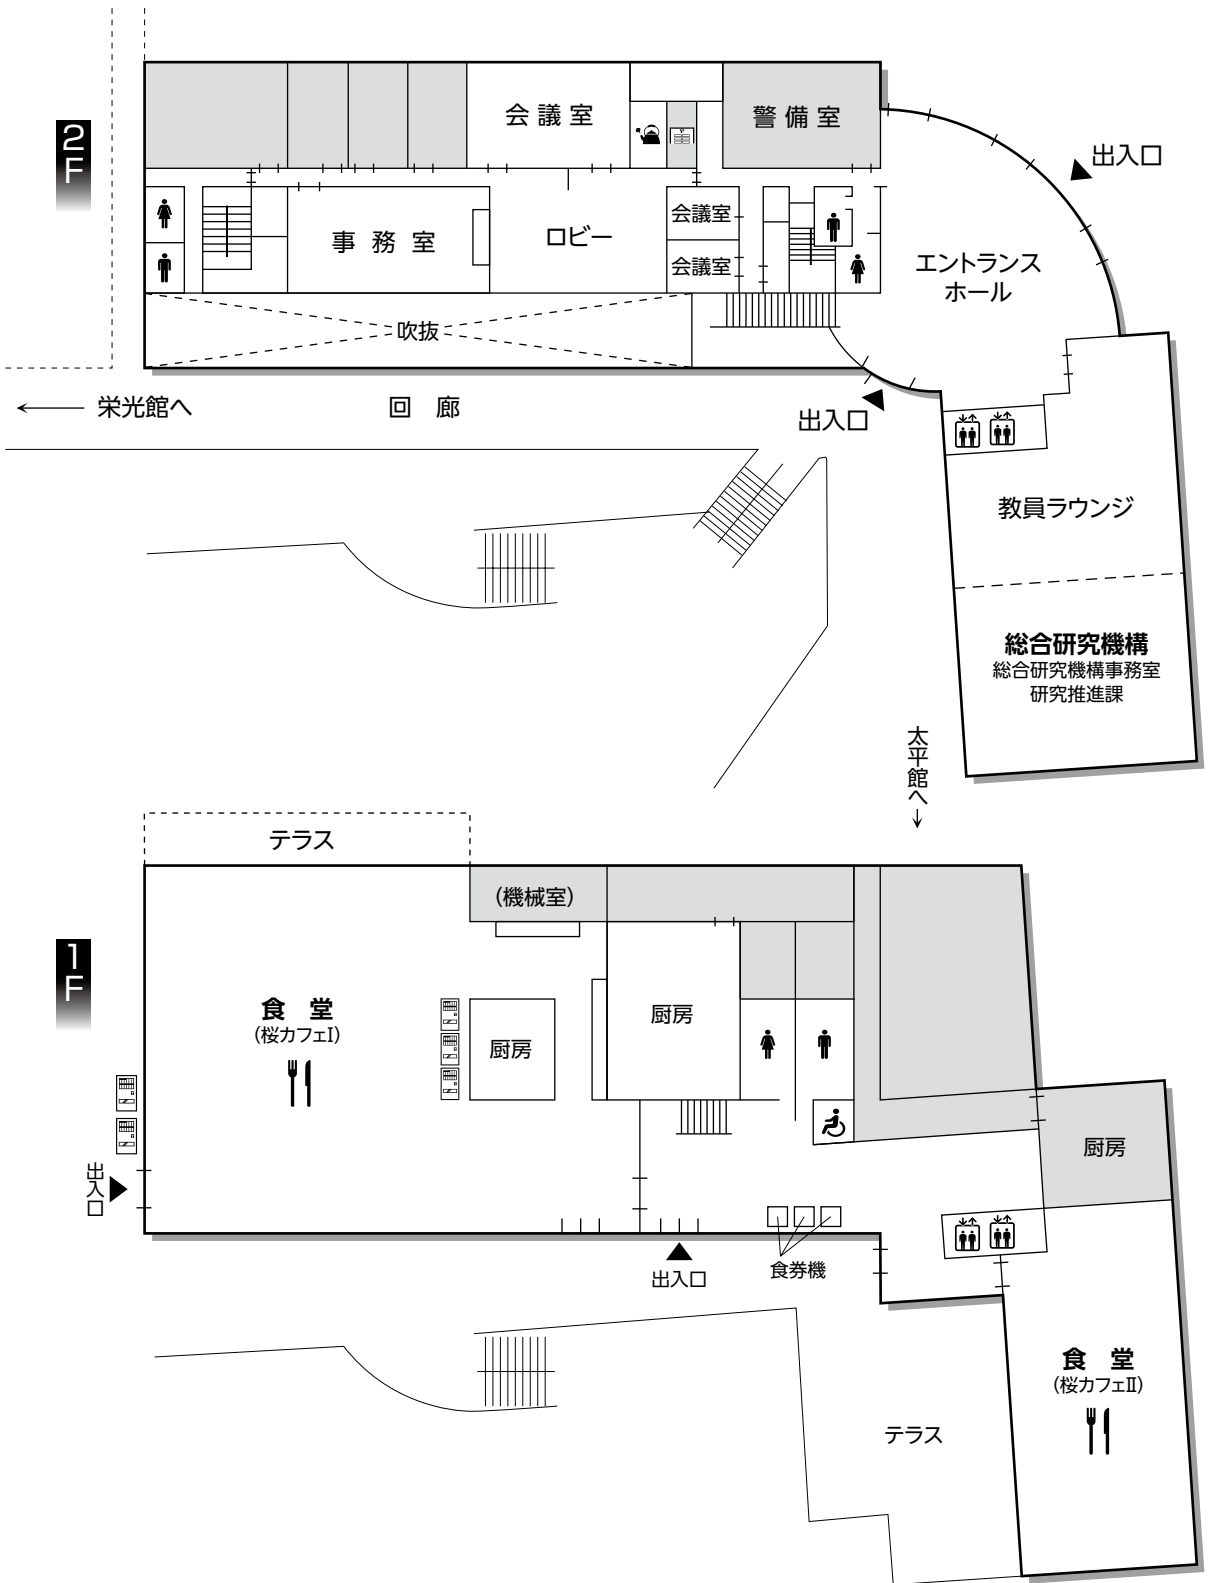 2F
会議室
警備室
出入口
会議室
事務室
ロビー
会議室
エントランス
ホール
吹抜
栄光館へ
回廊
出入口
教員ラウンジ
総合研究機構
総合研究機構事務室
研究推進課
太平館へ
テラス
1F
(機械室)
食堂
(桜カフェⅠ)
厨房
厨房
厨房
出入口
出入口
食券機
食堂
(桜カフェⅡ)
テラス